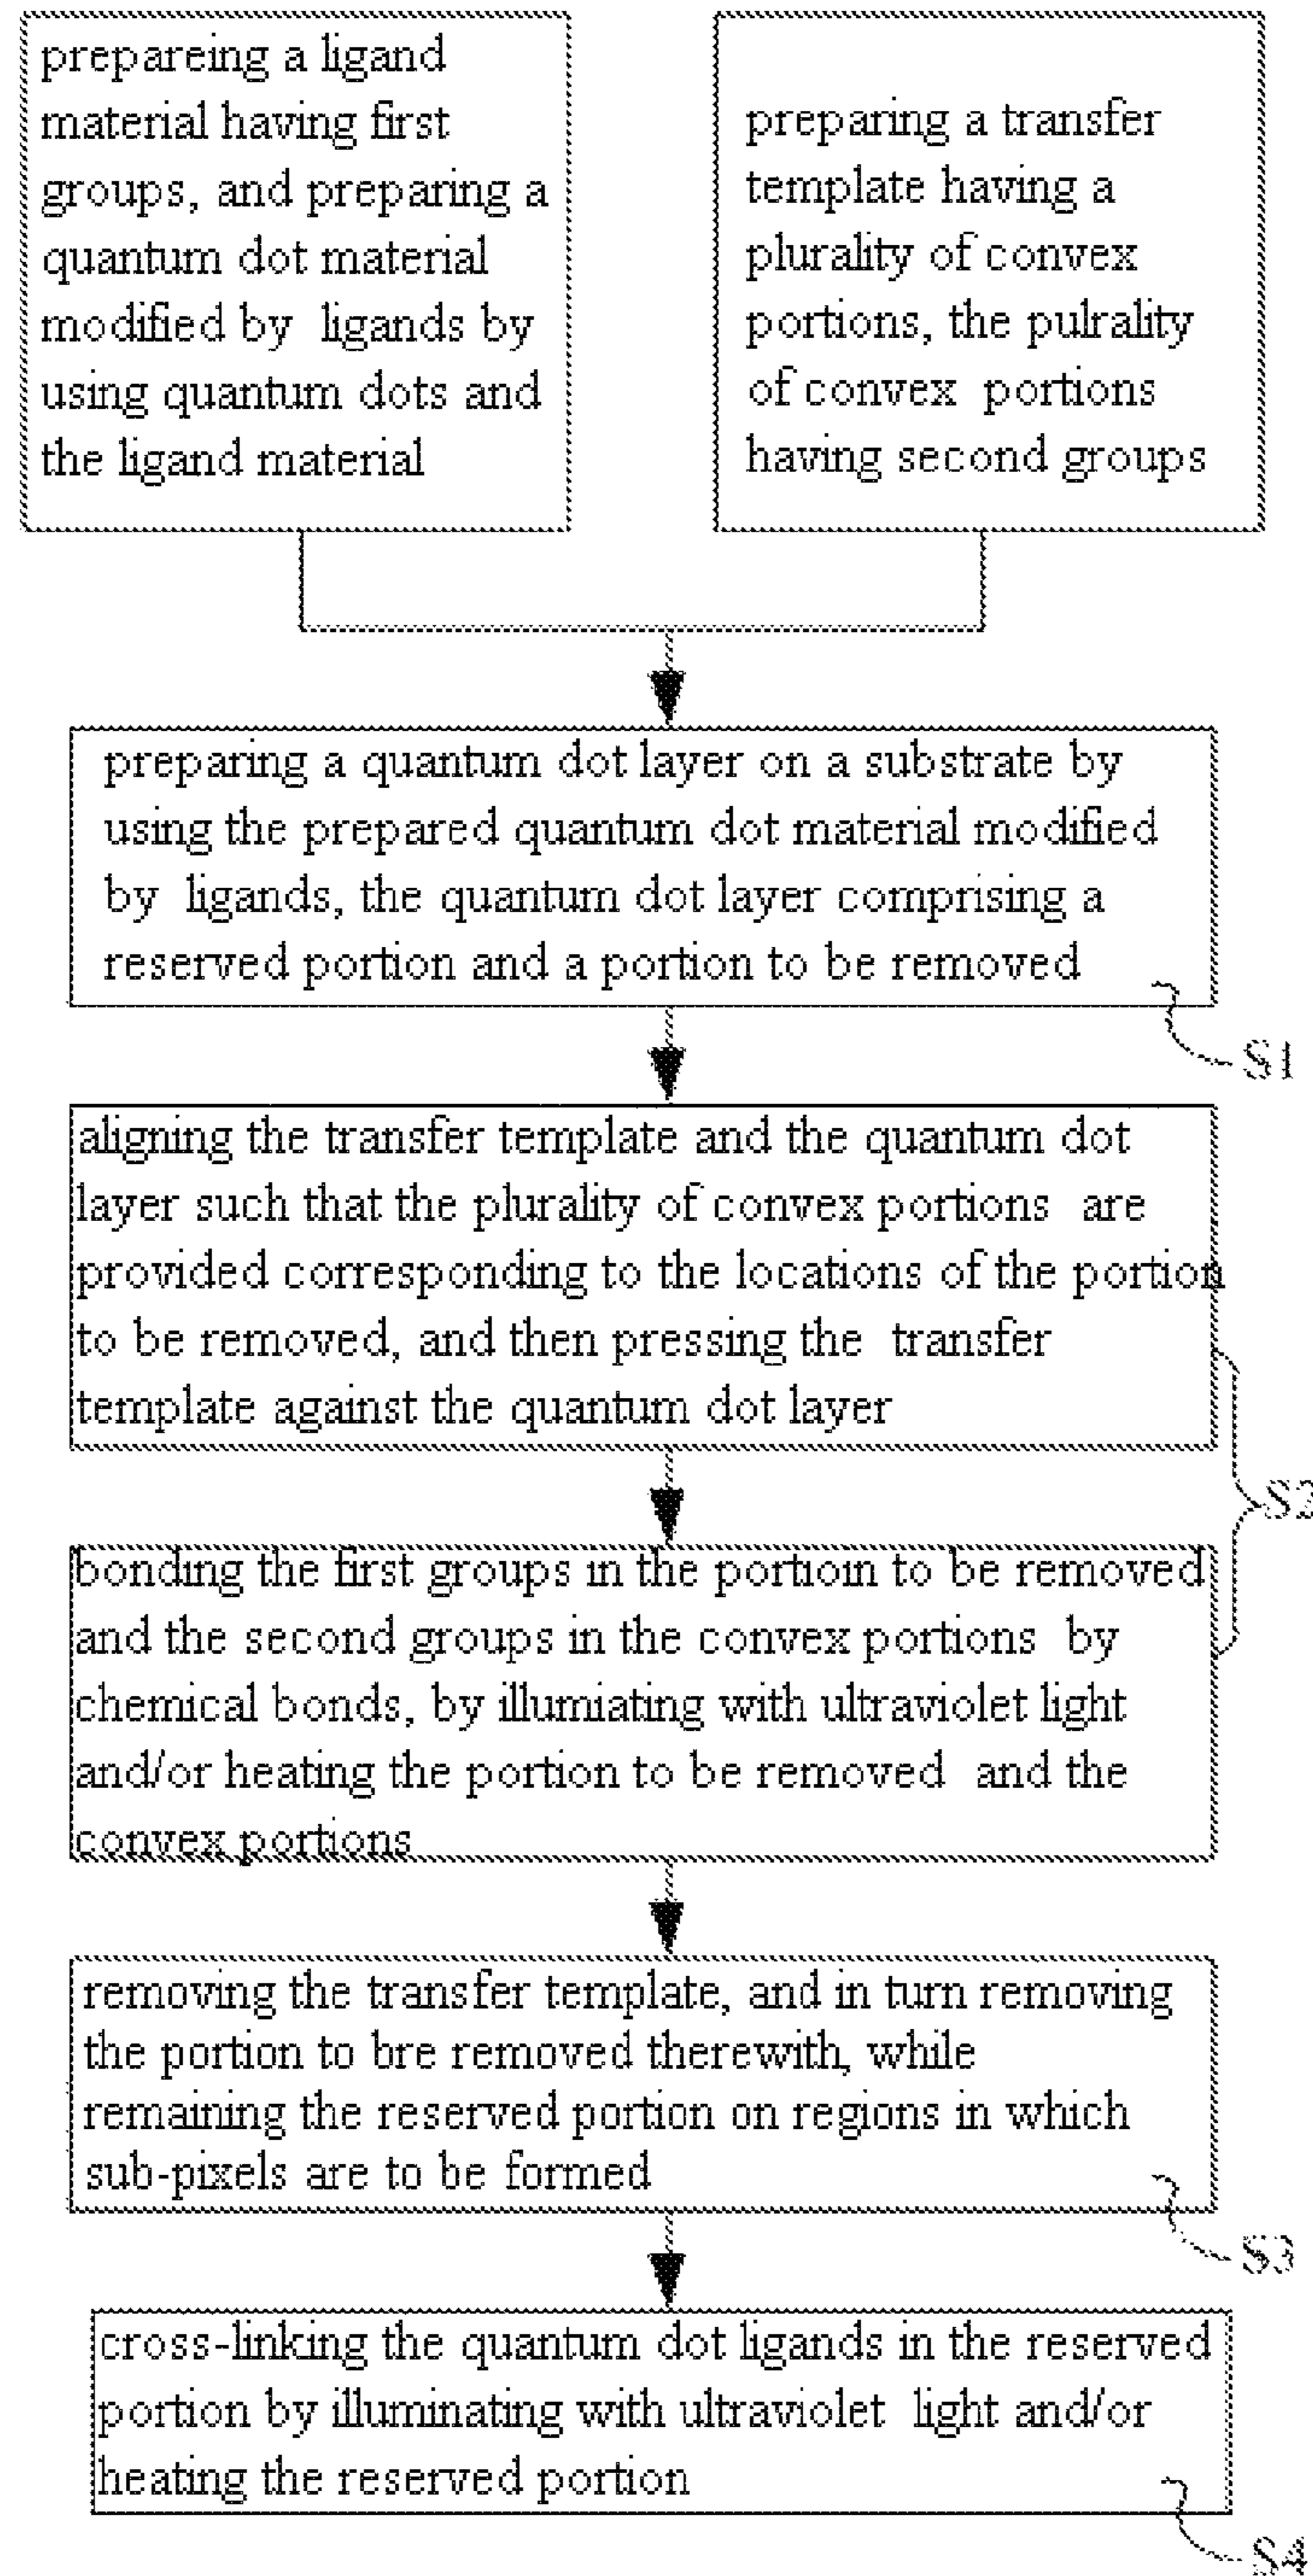 prepareing a ligand
material having first
groups, and preparing a
quantum dot material
modified by ligands by
using quantum dots and
the ligand material
preparing a transfer
template having a
plurality of convex
portions, the pulrality
of convex portions
having second groups
preparing a quantum dot layer on a substrate by
using the prepared quantum dot material modified
by ligands, the quantum dot layer comprising a
reserved portion and a portion to be removed
S1
aligning the transfer template and the quantum dot
layer such that the plurality of convex portions are
provided corresponding to the locations of the portion
to be removed, and then pressing the transfer
template against the quantum dot layer
S2
bonding the first groups in the portioin to be removed
and the second groups in the convex portions by
chemical bonds, by illumiating with ultraviolet light
and/or heating the portion to be removed and the
convex portions
removing the transfer template, and in turn removing
the portion to bre removed therewith, while
remaining the reserved portion on regions in which
sub-pixels are to be formed
S3
cross-linking the quantum dot ligands in the reserved
portion by illuminating with ultraviolet light and/or
heating the reserved portion
S4